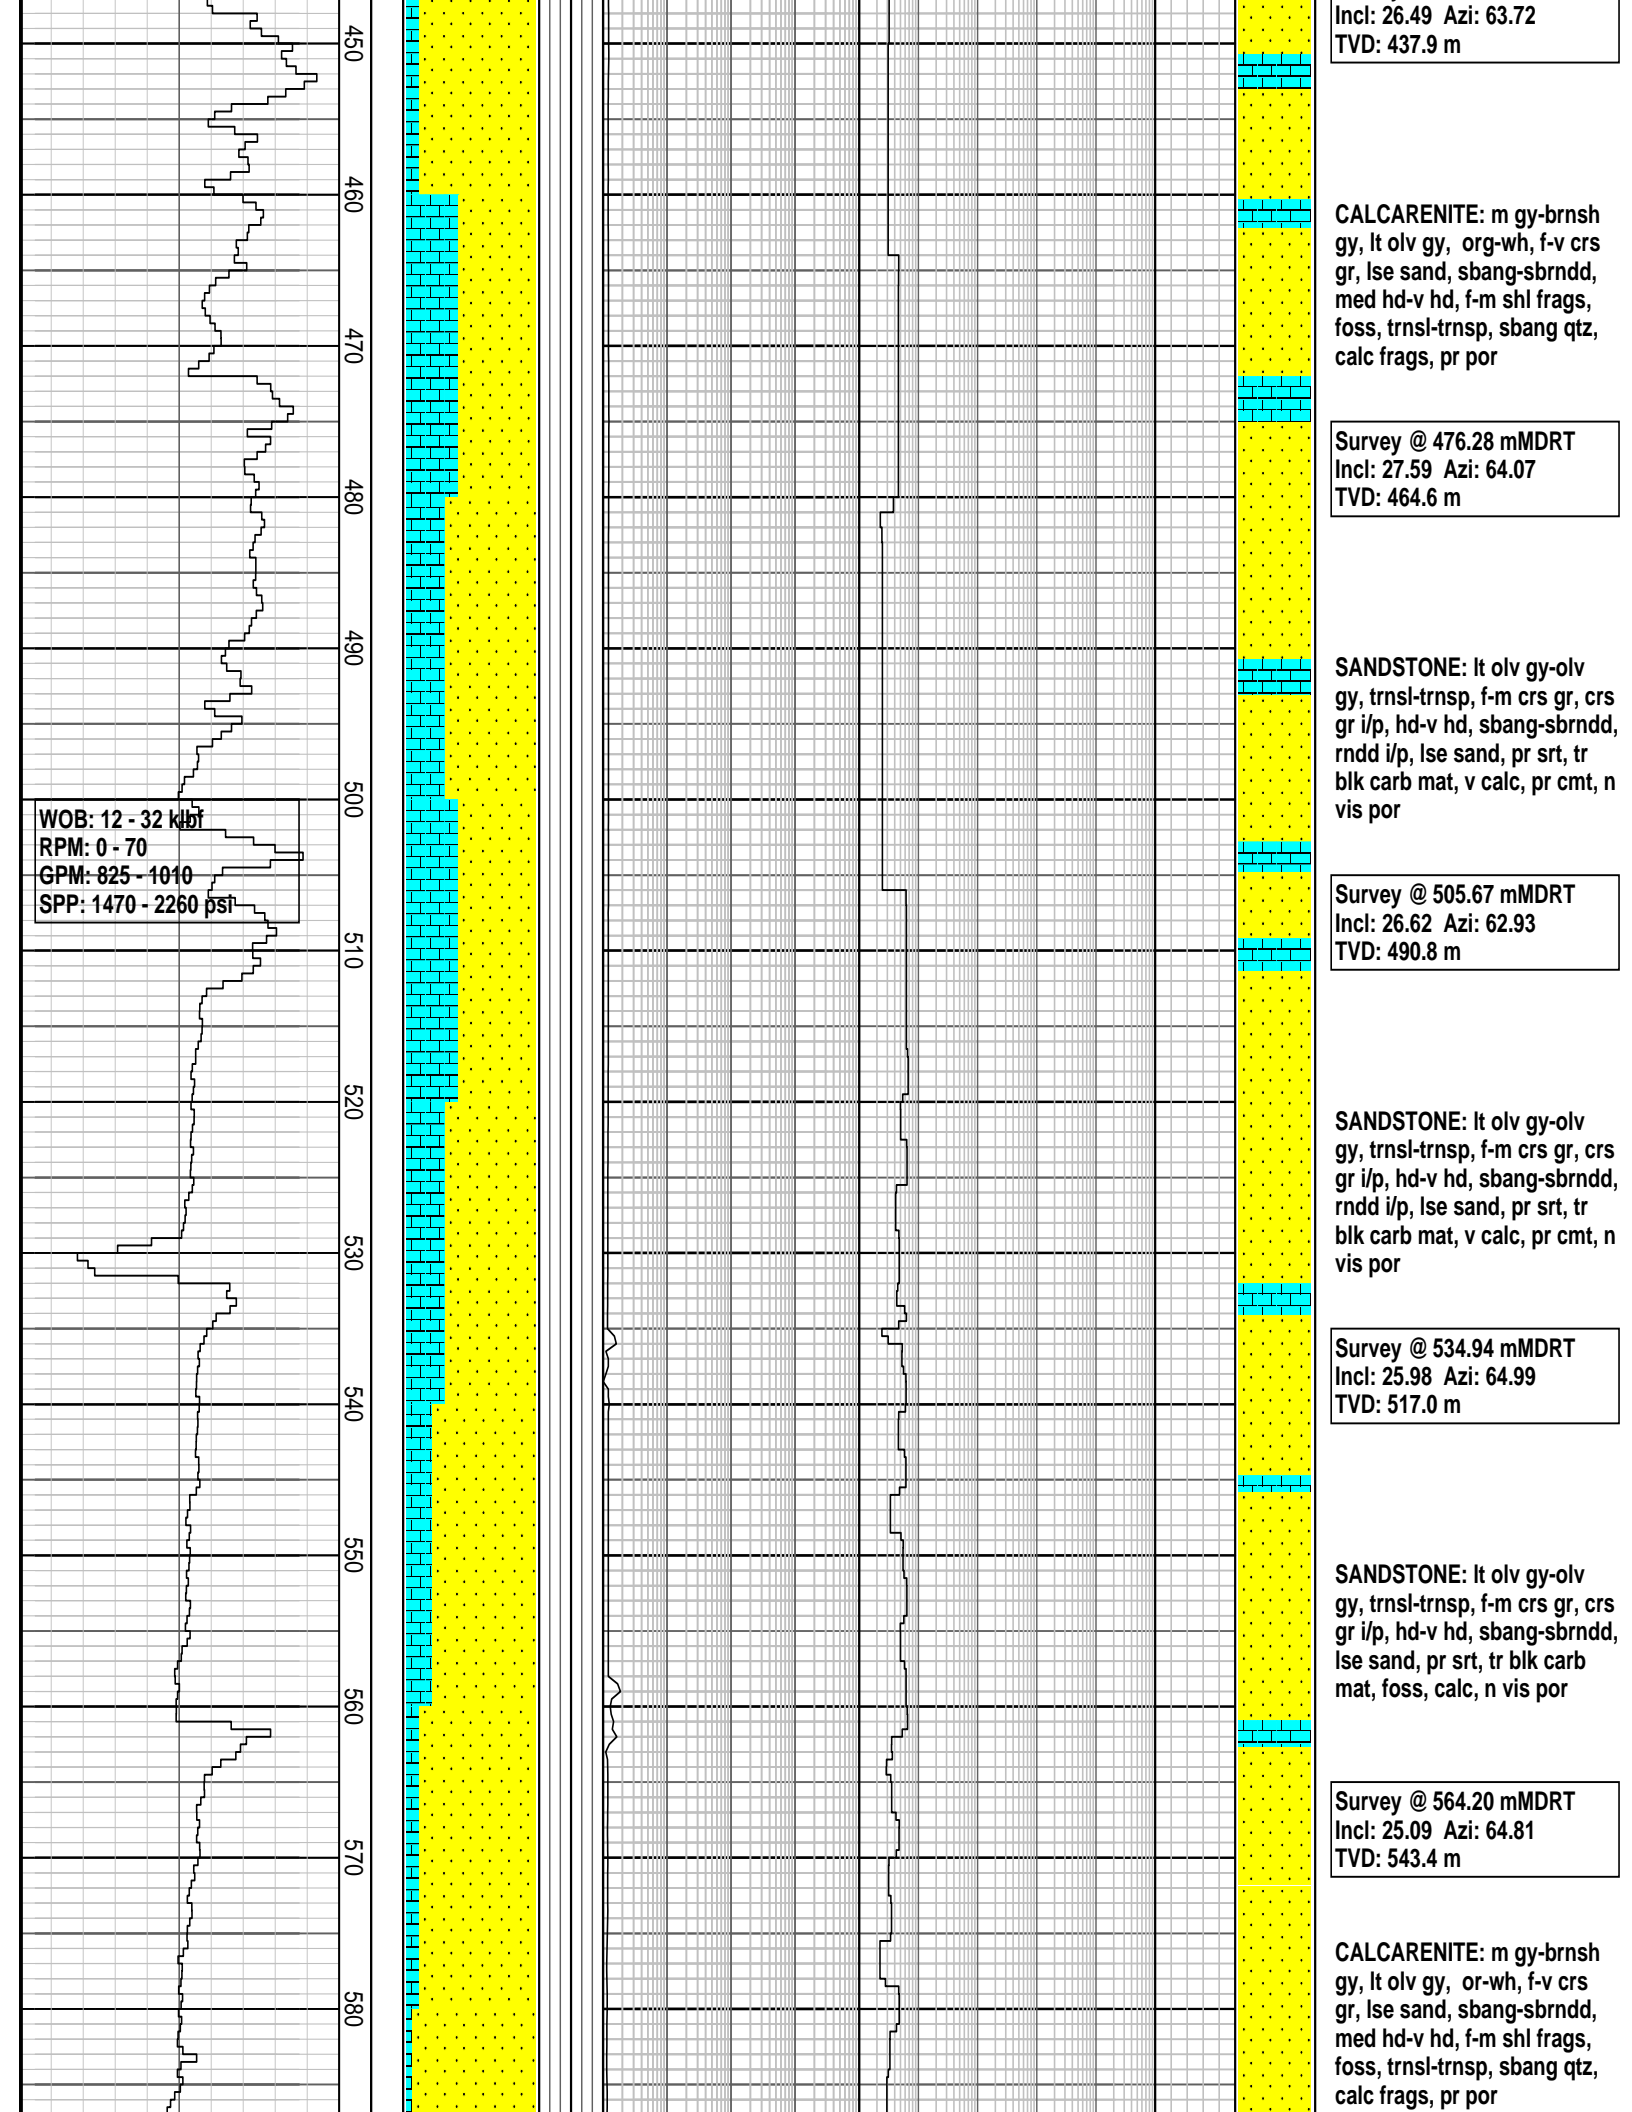 Incl: 26.49 Azi: 63.72
TVD: 437.9 m
450
460
CALCARENITE: m gy-brnsh
gy, lt olv gy, org-wh, f-v crs
gr, lse sand, sbang-sbrndd,
med hd-v hd, f-m shl frags,
foss, trnsl-trnsp, sbang qtz,
calc frags, pr por
470
Survey @ 476.28 mMDRT
Incl: 27.59 Azi: 64.07
TVD: 464.6 m
480
490
SANDSTONE: lt olv gy-olv
gy, trnsl-trnsp, f-m crs gr, crs
gr i/p, hd-v hd, sbang-sbrndd,
rndd i/p, lse sand, pr srt, tr
blk carb mat, v calc, pr cmt, n
vis por
500
WOB: 12 - 32 klbf
RPM: 0 - 70
GPM: 825 - 1010
SPP: 1470 - 2260 psi
Survey @ 505.67 mMDRT
Incl: 26.62 Azi: 62.93
TVD: 490.8 m
510
520
SANDSTONE: lt olv gy-olv
gy, trnsl-trnsp, f-m crs gr, crs
gr i/p, hd-v hd, sbang-sbrndd,
rndd i/p, lse sand, pr srt, tr
blk carb mat, v calc, pr cmt, n
vis por
530
Survey @ 534.94 mMDRT
Incl: 25.98 Azi: 64.99
TVD: 517.0 m
540
550
SANDSTONE: lt olv gy-olv
gy, trnsl-trnsp, f-m crs gr, crs
gr i/p, hd-v hd, sbang-sbrndd,
lse sand, pr srt, tr blk carb
mat, foss, calc, n vis por
560
Survey @ 564.20 mMDRT
Incl: 25.09 Azi: 64.81
TVD: 543.4 m
570
CALCARENITE: m gy-brnsh
gy, lt olv gy, or-wh, f-v crs
gr, lse sand, sbang-sbrndd,
med hd-v hd, f-m shl frags,
foss, trnsl-trnsp, sbang qtz,
calc frags, pr por
580